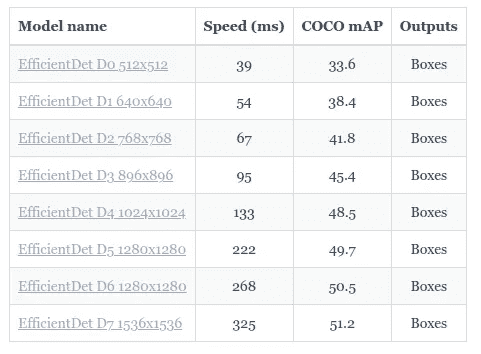 Model name Speed (ms) COCO mAP Outputs
EfficientDet D0 512x512 39 33.6 Boxes
EfficientDet D1 640x640 54 38.4 Boxes
EfficientDet D2 768x768 67 41.8 Boxes
EfficientDet D3 896x896 95 45.4 Boxes
EfficientDet D4 1024x1024 133 48.5 Boxes
EfficientDet D5 1280x1280 222 49.7 Boxes
EfficientDet D6 1280x1280 268 50.5 Boxes
EfficientDet D7 1536x1536 325 51.2 Boxes